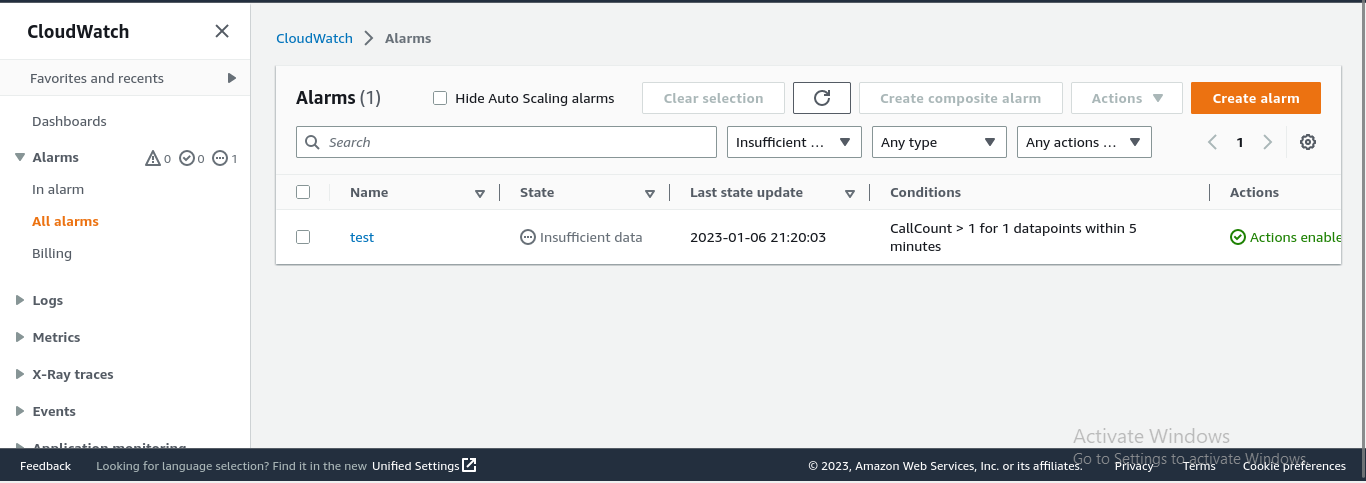 CloudWatch
Favorites and recents
Dashboards
Alarms 0 0 1
In alarm
All alarms
Billing
Logs
Metrics
X-Ray traces
Events
Application monitoring
CloudWatch Alarms
Alarms (1) Hide Auto Scaling alarms Clear selection Create composite alarm Actions Create alarm
Search Insufficient ... Any type Any actions ... 1
Name State Last state update Conditions Actions
test Insufficient data 2023-01-06 21:20:03 CallCount > 1 for 1 datapoints within 5
minutes Actions enable
Activate Windows
Go to Settings to activate Windows.
Feedback Looking for language selection? Find it in the new Unified Settings © 2023, Amazon Web Services, Inc. or its affiliates. Privacy Terms Cookie preferences